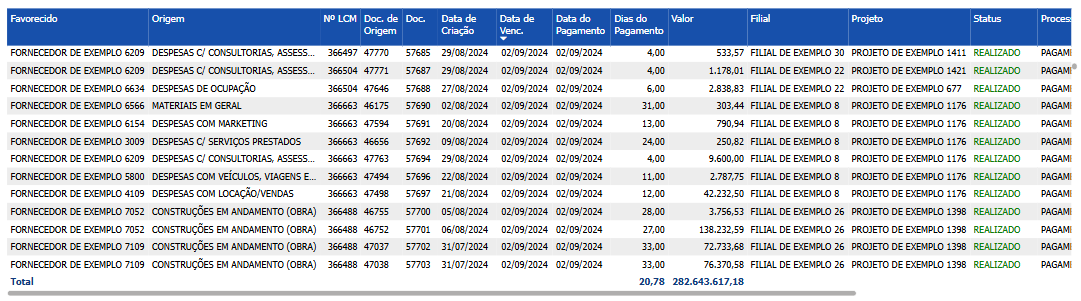 Favorecido Origem Nº LCM Doc. de Origem Doc. Data de Criação Data de Venc. Data do Pagamento Dias do Pagamento Valor Filial Projeto Status Process
FORNECEDOR DE EXEMPLO 6209 DESPESAS C/ CONSULTORIAS, ASSESS... 366497 47770 57685 29/08/2024 02/09/2024 02/09/2024 4,00 533,57 FILIAL DE EXEMPLO 30 PROJETO DE EXEMPLO 1411 REALIZADO PAGAME
FORNECEDOR DE EXEMPLO 6209 DESPESAS C/ CONSULTORIAS, ASSESS... 366504 47771 57687 29/08/2024 02/09/2024 02/09/2024 4,00 1.178,01 FILIAL DE EXEMPLO 22 PROJETO DE EXEMPLO 1421 REALIZADO PAGAME
FORNECEDOR DE EXEMPLO 6634 DESPESAS DE OCUPAÇÃO 366504 47646 57688 27/08/2024 02/09/2024 02/09/2024 6,00 2.838,83 FILIAL DE EXEMPLO 22 PROJETO DE EXEMPLO 677 REALIZADO PAGAME
FORNECEDOR DE EXEMPLO 6566 MATERIAIS EM GERAL 366663 46175 57690 02/08/2024 02/09/2024 02/09/2024 31,00 303,44 FILIAL DE EXEMPLO 8 PROJETO DE EXEMPLO 1176 REALIZADO PAGAME
FORNECEDOR DE EXEMPLO 6154 DESPESAS COM MARKETING 366663 47594 57691 20/08/2024 02/09/2024 02/09/2024 13,00 790,94 FILIAL DE EXEMPLO 8 PROJETO DE EXEMPLO 1176 REALIZADO PAGAME
FORNECEDOR DE EXEMPLO 3009 DESPESAS C/ SERVIÇOS PRESTADOS 366663 46656 57692 09/08/2024 02/09/2024 02/09/2024 24,00 250,82 FILIAL DE EXEMPLO 8 PROJETO DE EXEMPLO 1176 REALIZADO PAGAME
FORNECEDOR DE EXEMPLO 6209 DESPESAS C/ CONSULTORIAS, ASSESS... 366663 47763 57694 29/08/2024 02/09/2024 02/09/2024 4,00 9.600,00 FILIAL DE EXEMPLO 8 PROJETO DE EXEMPLO 1176 REALIZADO PAGAME
FORNECEDOR DE EXEMPLO 5800 DESPESAS COM VEÍCULOS, VIAGENS E... 366663 47494 57696 22/08/2024 02/09/2024 02/09/2024 11,00 2.787,75 FILIAL DE EXEMPLO 8 PROJETO DE EXEMPLO 1176 REALIZADO PAGAME
FORNECEDOR DE EXEMPLO 4109 DESPESAS COM LOCAÇÃO/VENDAS 366663 47498 57697 21/08/2024 02/09/2024 02/09/2024 12,00 42.232,50 FILIAL DE EXEMPLO 8 PROJETO DE EXEMPLO 1176 REALIZADO PAGAME
FORNECEDOR DE EXEMPLO 7052 CONSTRUÇÕES EM ANDAMENTO (OBRA) 366488 46755 57700 05/08/2024 02/09/2024 02/09/2024 28,00 3.756,53 FILIAL DE EXEMPLO 26 PROJETO DE EXEMPLO 1398 REALIZADO PAGAME
FORNECEDOR DE EXEMPLO 7052 CONSTRUÇÕES EM ANDAMENTO (OBRA) 366488 46752 57701 06/08/2024 02/09/2024 02/09/2024 27,00 138.232,59 FILIAL DE EXEMPLO 26 PROJETO DE EXEMPLO 1398 REALIZADO PAGAME
FORNECEDOR DE EXEMPLO 7109 CONSTRUÇÕES EM ANDAMENTO (OBRA) 366488 47037 57702 31/07/2024 02/09/2024 02/09/2024 33,00 72.733,68 FILIAL DE EXEMPLO 26 PROJETO DE EXEMPLO 1398 REALIZADO PAGAME
FORNECEDOR DE EXEMPLO 7109 CONSTRUÇÕES EM ANDAMENTO (OBRA) 366488 47038 57703 31/07/2024 02/09/2024 02/09/2024 33,00 76.370,58 FILIAL DE EXEMPLO 26 PROJETO DE EXEMPLO 1398 REALIZADO PAGAME
Total 20,78 282.643.617,18